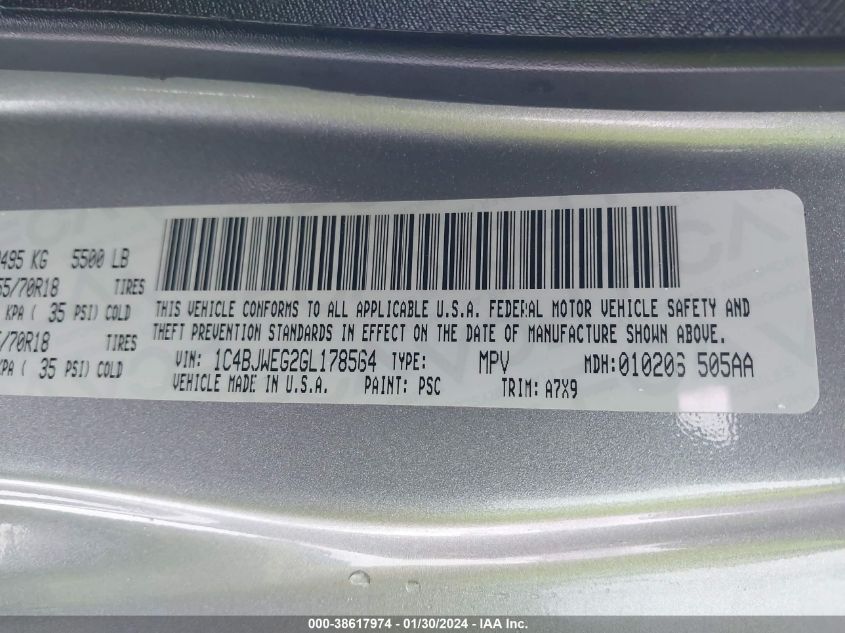 495 KG 5500 LB
55/70R18 TIRES
KPA ( 35 PSI) COLD
/70R18 TIRES
KPA ( 35 PSI) COLD
THIS VEHICLE CONFORMS TO ALL APPLICABLE U.S.A. FEDERAL MOTOR VEHICLE SAFETY AND
THEFT PREVENTION STANDARDS IN EFFECT ON THE DATE OF MANUFACTURE SHOWN ABOVE.
VIN: 1C4BJWEG2GL178564 TYPE: MPV MDH:010206 505AA
VEHICLE MADE IN U.S.A. PAINT: PSC TRIM: A7X9
000-38617974 / 01/30/2024 - IAA Inc.